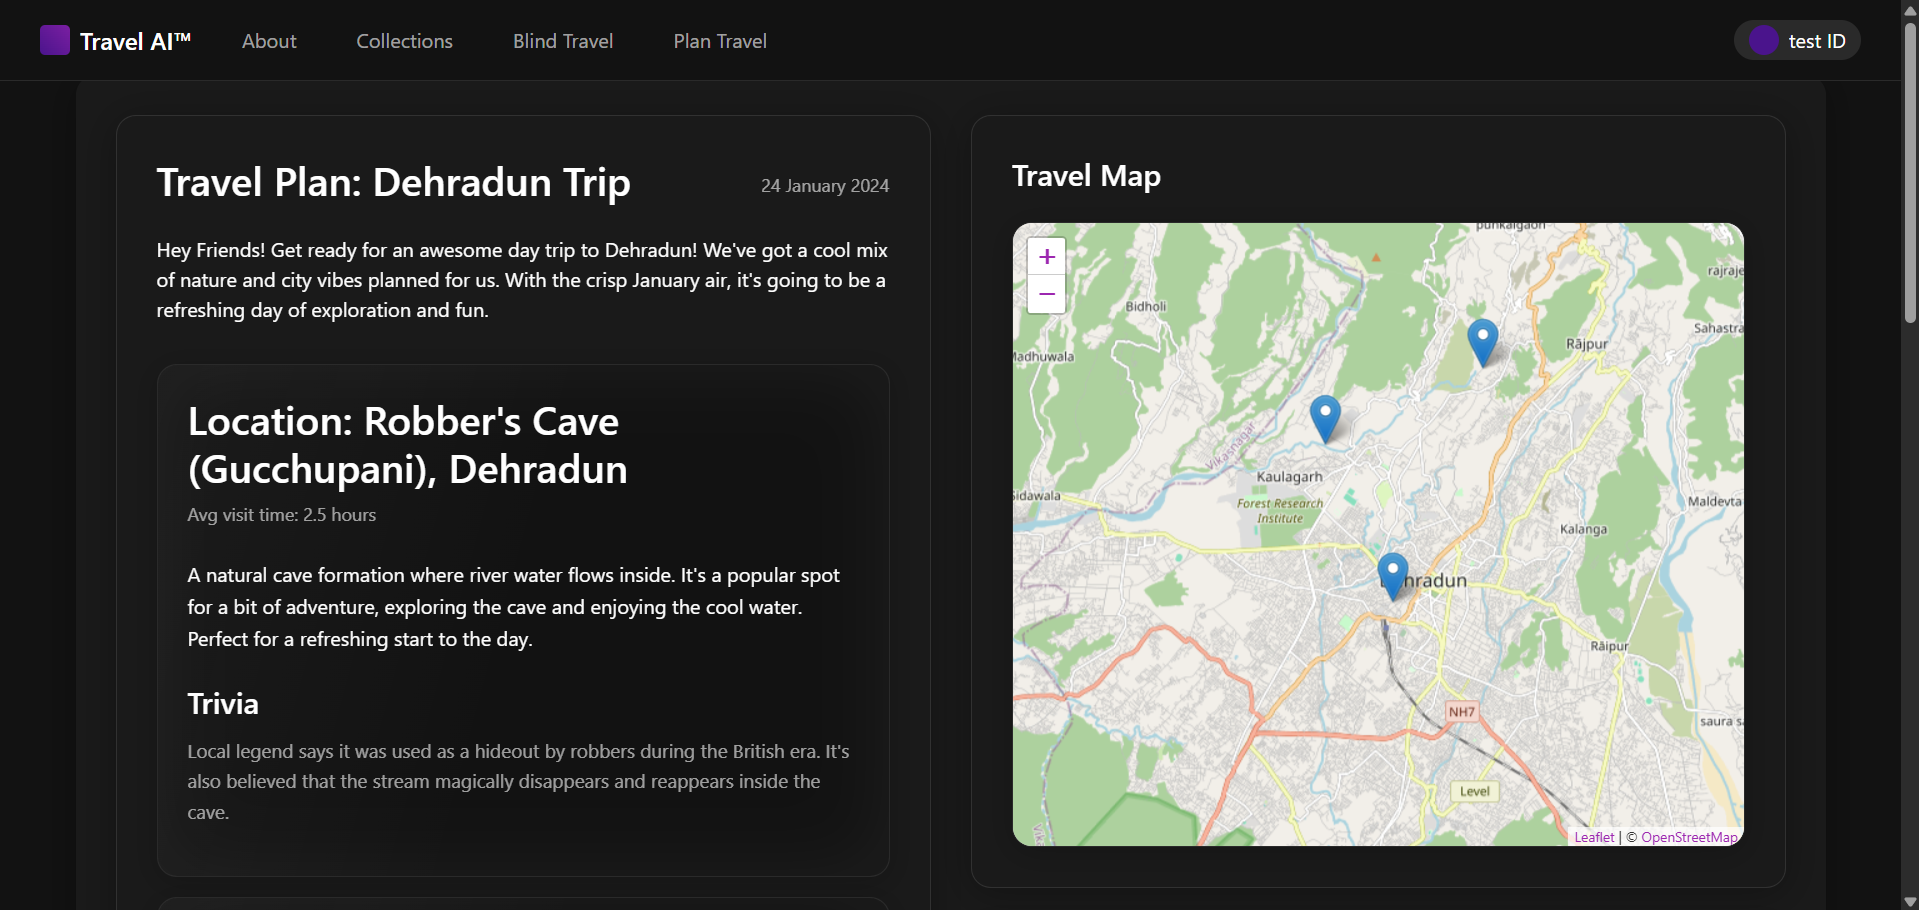 Travel AI™
About
Collections
Blind Travel
Plan Travel
test ID
Travel Plan: Dehradun Trip
24 January 2024
Hey Friends! Get ready for an awesome day trip to Dehradun! We've got a cool mix
of nature and city vibes planned for us. With the crisp January air, it's going to be a
refreshing day of exploration and fun.
Location: Robber's Cave
(Gucchupani), Dehradun
Avg visit time: 2.5 hours
A natural cave formation where river water flows inside. It's a popular spot
for a bit of adventure, exploring the cave and enjoying the cool water.
Perfect for a refreshing start to the day.
Trivia
Local legend says it was used as a hideout by robbers during the British era. It's
also believed that the stream magically disappears and reappears inside the
cave.
Travel Map
+
−
rajraje
Bidholi
Sahastra
Rājpur
Madhuwala
Vikasnagar
Kaulagarh
Sidawala
Forest Research
Institute
Maldevta
Kalanga
Rāipur
NH7
saura sa
Level
Leaflet | © OpenStreetMap